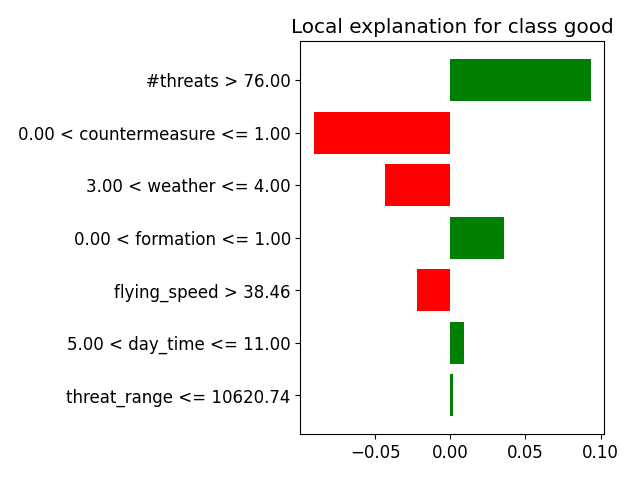 Local explanation for class good
#threats > 76.00
0.00 < countermeasure <= 1.00
3.00 < weather <= 4.00
0.00 < formation <= 1.00
flying_speed > 38.46
5.00 < day_time <= 11.00
threat_range <= 10620.74
−0.05 0.00 0.05 0.10